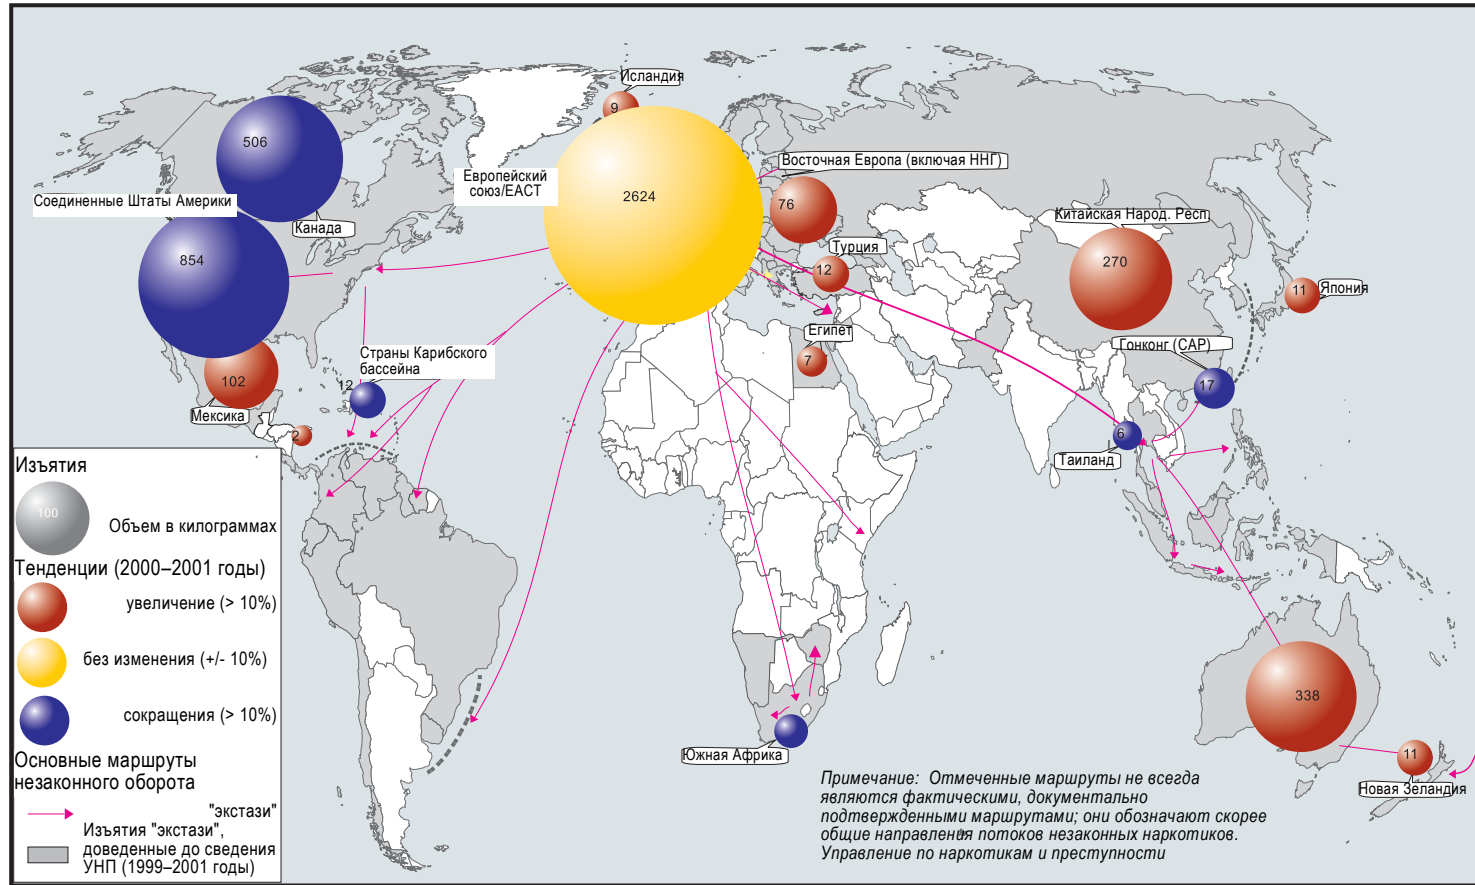 Исландия
9
506
Восточная Европа (включая ННГ)
Европейский
союз/ЕАСТ
2624
76
Соединенные Штаты Америки
Канада
Китайская Народ. Респ.
854
Турция
12
270
11
Япония
Египет
7
Гонконг (САР)
17
Страны Карибского
бассейна
12
102
Мексика
2
6
Таиланд
Изъятия
100
Объем в килограммах
Тенденции (2000–2001 годы)
увеличение (> 10%)
без изменения (+/- 10%)
сокращения (> 10%)
Основные маршруты
незаконного оборота
"экстази"
Изъятия "экстази",
доведенные до сведения
УНП (1999–2001 годы)
338
11
Новая Зеландия
Южная Африка
Примечание: Отмеченные маршруты не всегда
являются фактическими, документально
подтвержденными маршрутами; они обозначают скорее
общие направления потоков незаконных наркотиков.
Управление по наркотикам и преступности